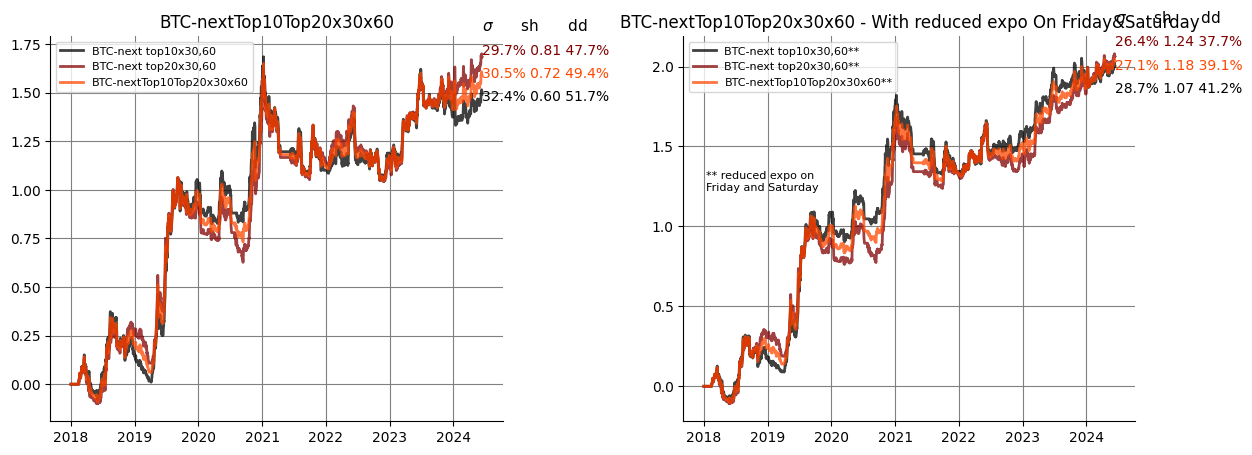 BTC-nextTop10Top20x30x60
σ sh dd
29.7% 0.81 47.7%
30.5% 0.72 49.4%
32.4% 0.60 51.7%
BTC-next top10x30,60
BTC-next top20x30,60
BTC-nextTop10Top20x30x60
1.75
1.50
1.25
1.00
0.75
0.50
0.25
0.00
2018 2019 2020 2021 2022 2023 2024
BTC-nextTop10Top20x30x60 - With reduced expo On Friday&Saturday
σ sh dd
26.4% 1.24 37.7%
27.1% 1.18 39.1%
28.7% 1.07 41.2%
BTC-next top10x30,60**
BTC-next top20x30,60**
BTC-nextTop10Top20x30x60**
** reduced expo on
Friday and Saturday
2.0
1.5
1.0
0.5
0.0
2018 2019 2020 2021 2022 2023 2024